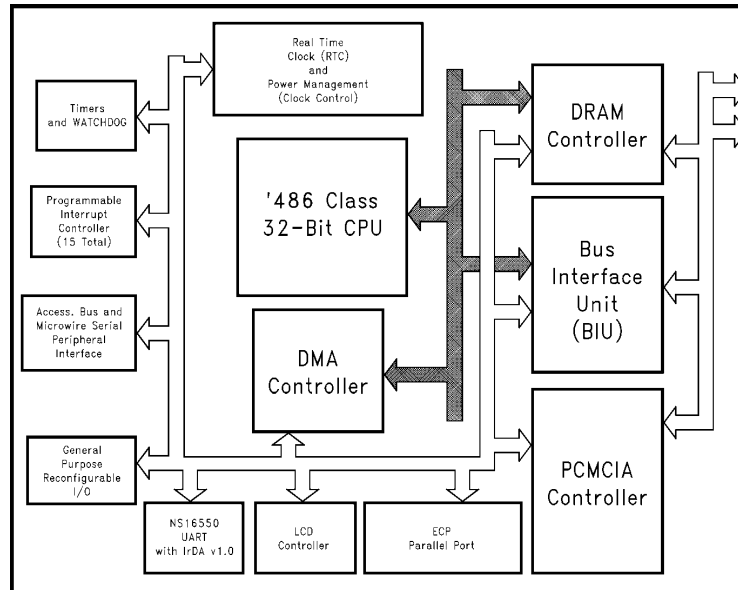 Real Time
Clock (RTC)
and
Power Management
(Clock Control)
Timers
and WATCHDOG
DRAM
Controller
'486 Class
32-Bit CPU
Programmable
Interrupt
Controller
(15 Total)
Bus
Interface
Unit
(BIU)
Access. Bus and
Microwire Serial
Peripheral
Interface
DMA
Controller
General
Purpose
Reconfigurable
I/O
PCMCIA
Controller
NS16550
UART
with IrDA v1.0
LCD
Controller
ECP
Parallel Port